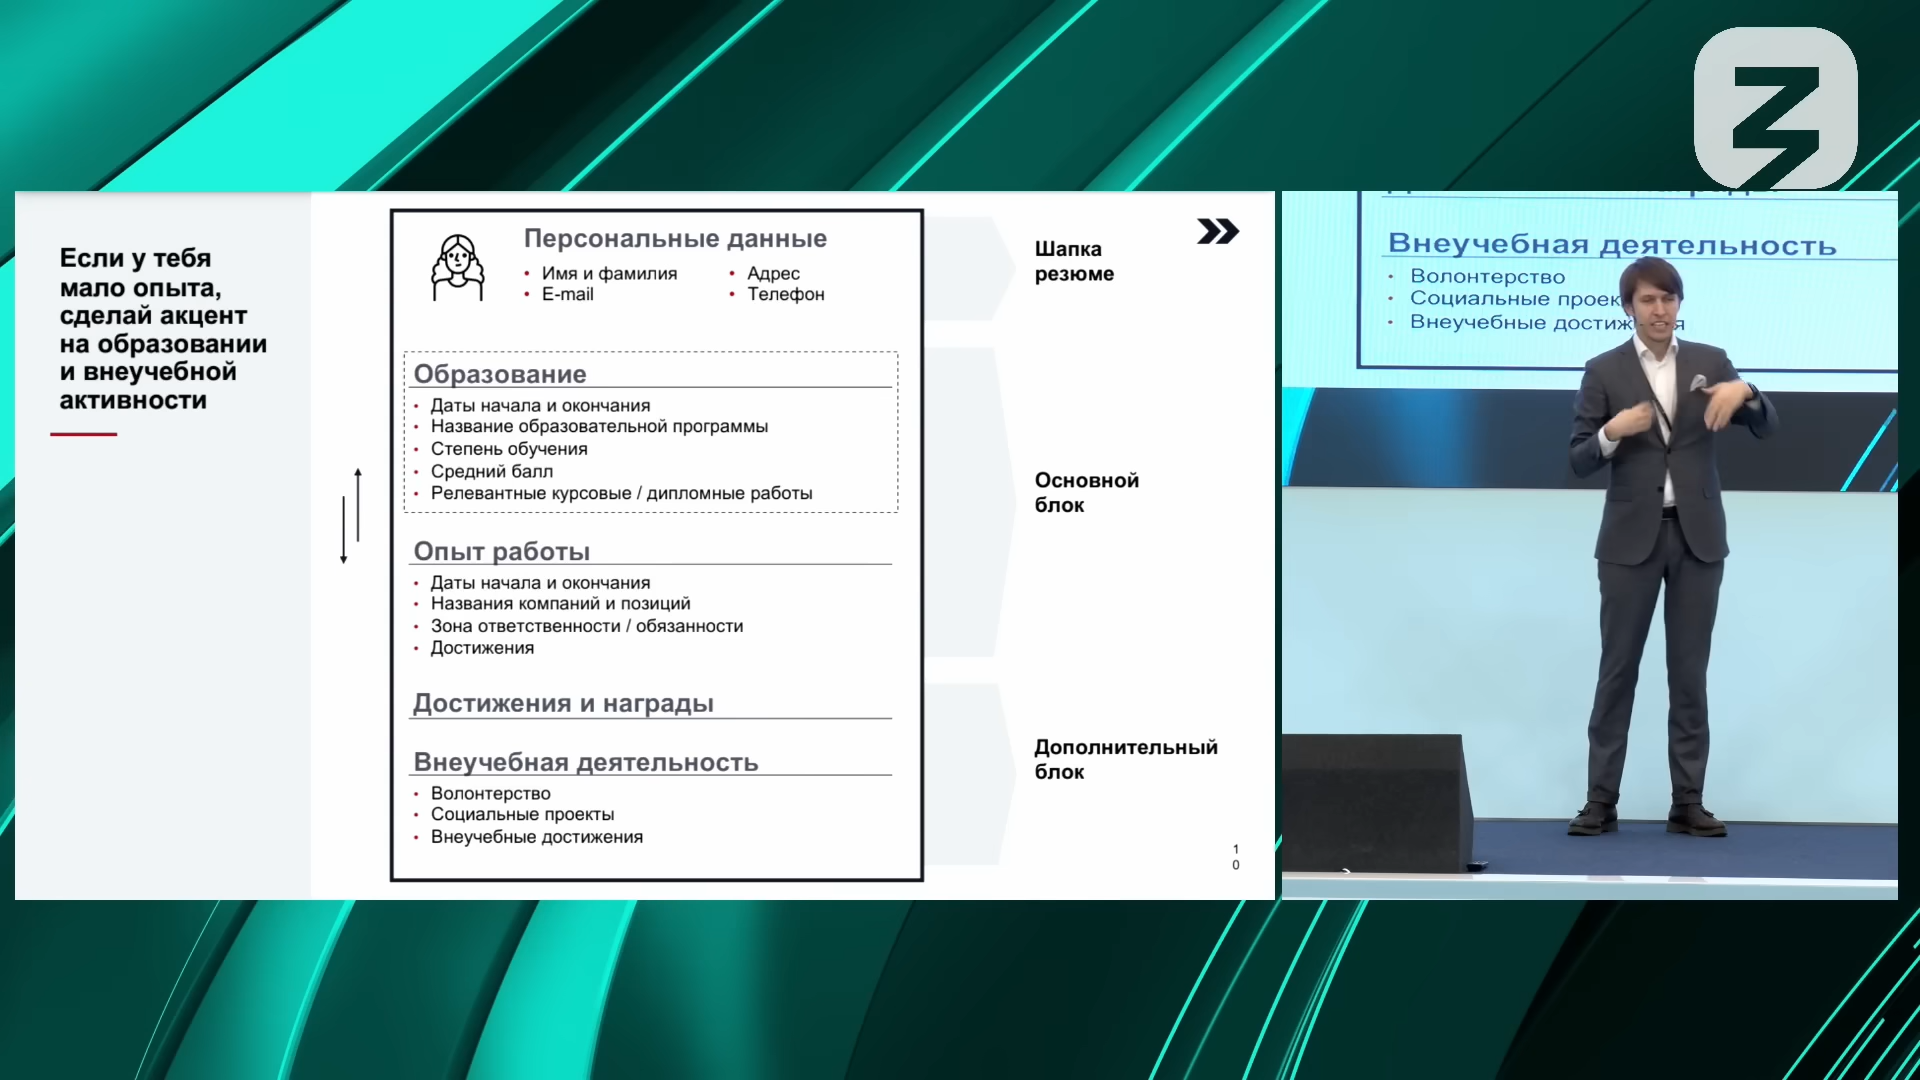 Если у тебя
мало опыта,
сделай акцент
на образовании
и внеучебной
активности
Персональные данные
• Имя и фамилия
• E-mail
• Адрес
• Телефон
Образование
• Даты начала и окончания
• Название образовательной программы
• Степень обучения
• Средний балл
• Релевантные курсовые / дипломные работы
Опыт работы
• Даты начала и окончания
• Названия компаний и позиций
• Зона ответственности / обязанности
• Достижения
Достижения и награды
Внеучебная деятельность
• Волонтерство
• Социальные проекты
• Внеучебные достижения
Шапка
резюме
Основной
блок
Дополнительный
блок
1
0
Внеучебная деятельность
• Волонтерство
• Социальные
• Внеучебные